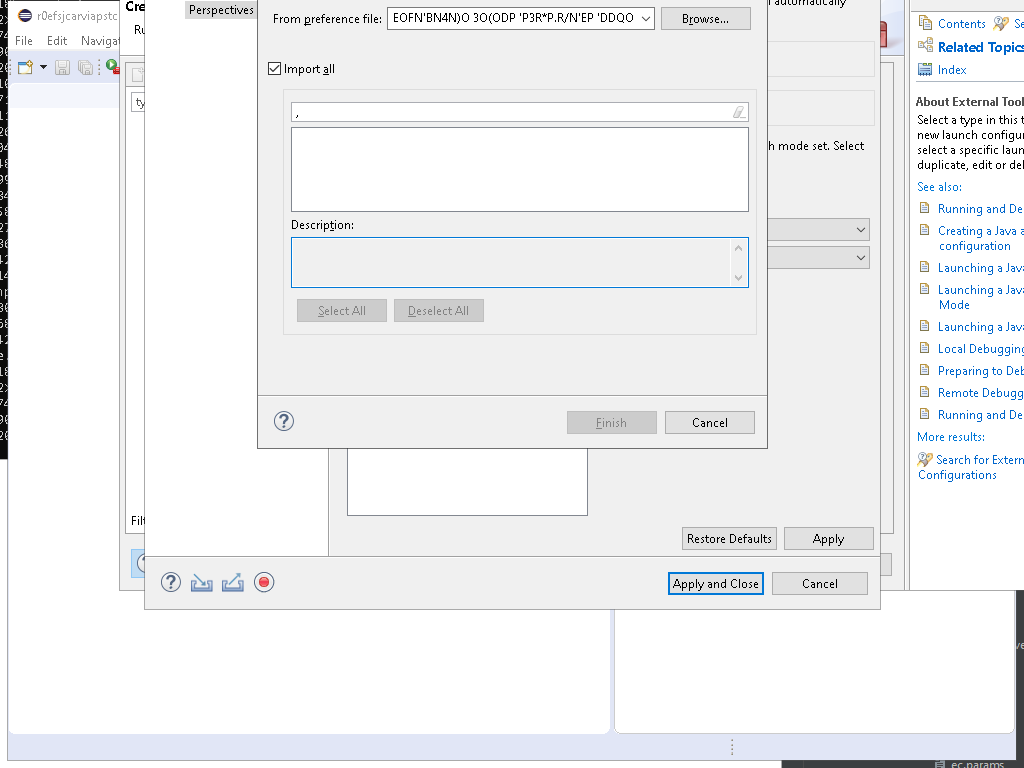 r0efsjcarviapstc
File Edit Navigat
Cre
Ru
ty
Filt
Perspectives
From preference file: EOFN'BN4N)O 3O(ODP 'P3R*P.R/N'EP 'DDQO Browse...
Import all
,
Description:
Select All Deselect All
Finish Cancel
automatically
h mode set. Select
Restore Defaults Apply
Apply and Close Cancel
Contents Se
Related Topics
Index
About External Tool
Select a type in this t
new launch configur
select a specific laun
duplicate, edit or del
See also:
Running and De
Creating a Java a
configuration
Launching a Java
Launching a Java
Mode
Launching a Java
Local Debugging
Preparing to Deb
Remote Debugg
Running and De
More results:
Search for Extern
Configurations
ec.params